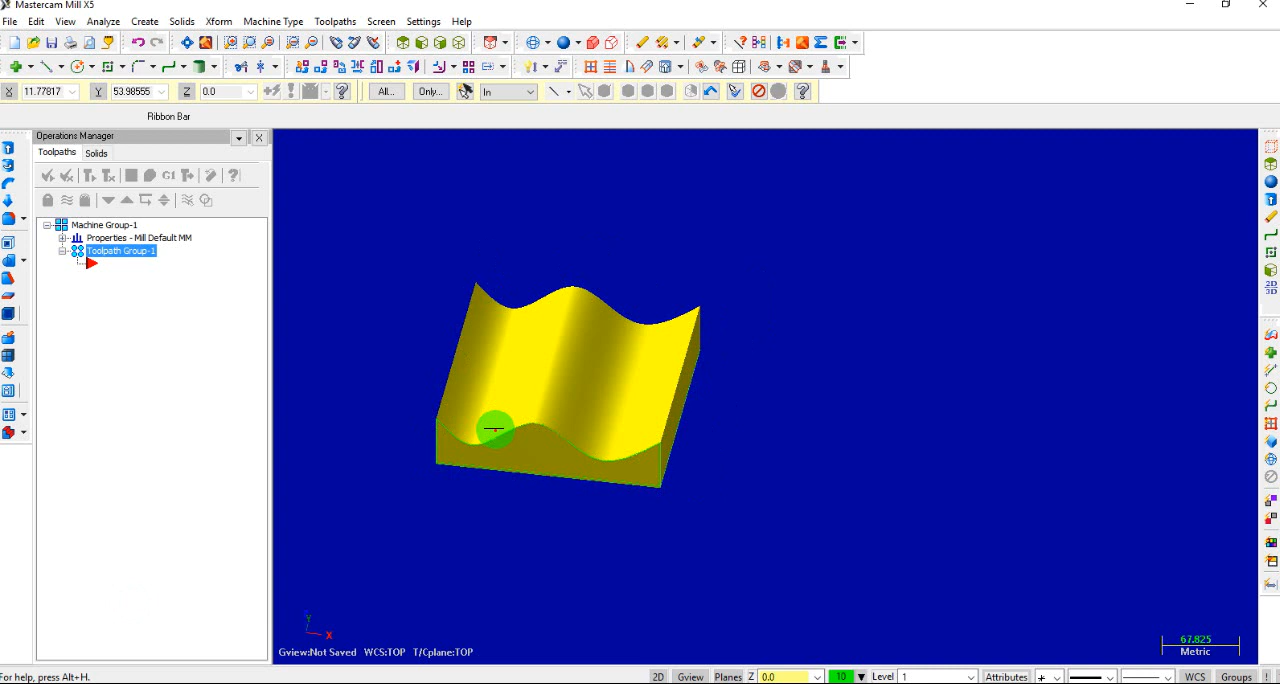 Mastercam Mill X5
File Edit View Analyze Create Solids Xform Machine Type Toolpaths Screen Settings Help
X 11.77817 Y 53.98555 Z 0.0 All... Only... In
Ribbon Bar
Operations Manager
Toolpaths Solids
G1
Machine Group-1
Properties - Mill Default MM
Toolpath Group-1
2D
3D
Y
X
Gview:Not Saved WCS:TOP T/Cplane:TOP
67.825
Metric
For help, press Alt+H.
2D Gview Planes Z 0.0 10 Level 1 Attributes WCS Groups